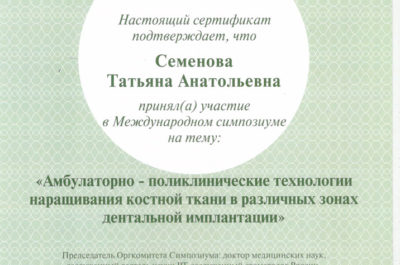 Настоящий сертификат
подтверждает, что
Семенова
Татьяна Анатольевна
принял(а) участие
в Международном симпозиуме
на тему:
«Амбулаторно - поликлинические технологии
наращивания костной ткани в различных зонах
дентальной имплантации»
Председатель Оргкомитета Симпозиума: доктор медицинских наук,